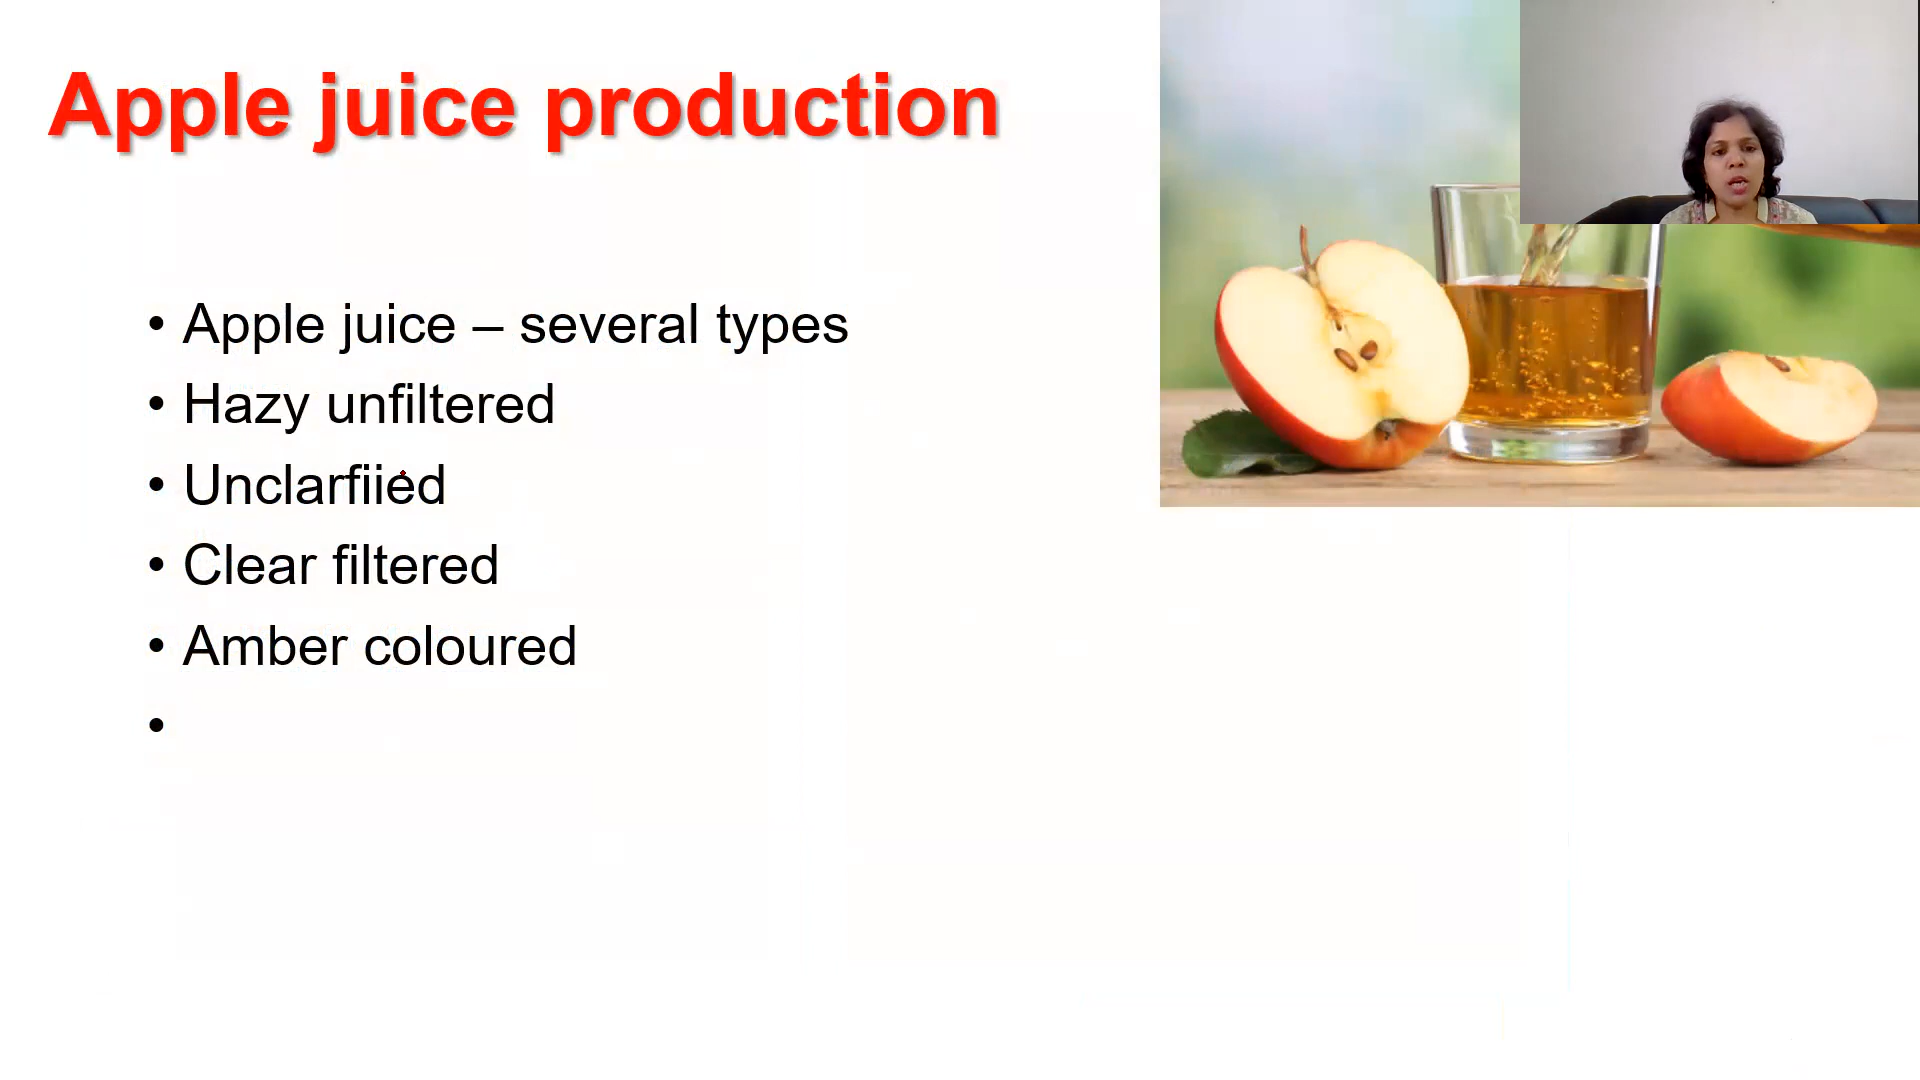 Apple juice production
• Apple juice – several types
• Hazy unfiltered
• Unclarfiied
• Clear filtered
• Amber coloured
•